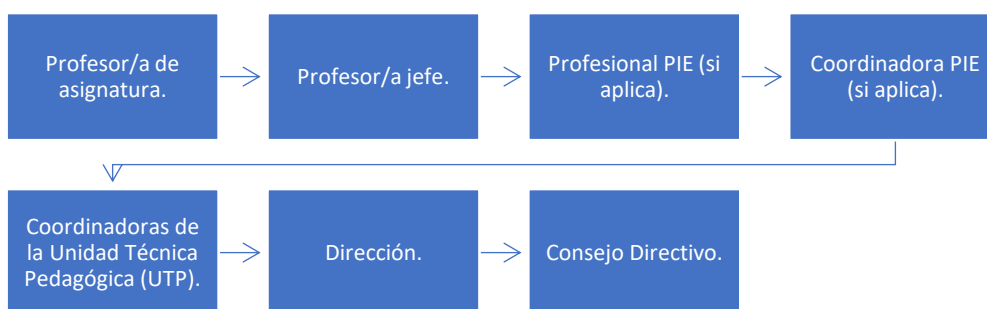 Profesor/a de
asignatura.
Profesor/a jefe.
Profesional PIE (si
aplica).
Coordinadora PIE
(si aplica).
Coordinadoras de
la Unidad Técnica
Pedagógica (UTP).
Dirección.
Consejo Directivo.